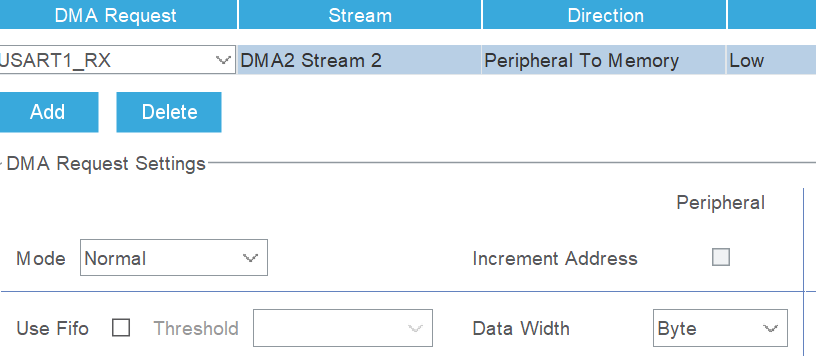 DMA Request Stream Direction
USART1_RX DMA2 Stream 2 Peripheral To Memory Low
Add Delete
DMA Request Settings
Peripheral
Mode Normal Increment Address
Use Fifo Threshold Data Width Byte